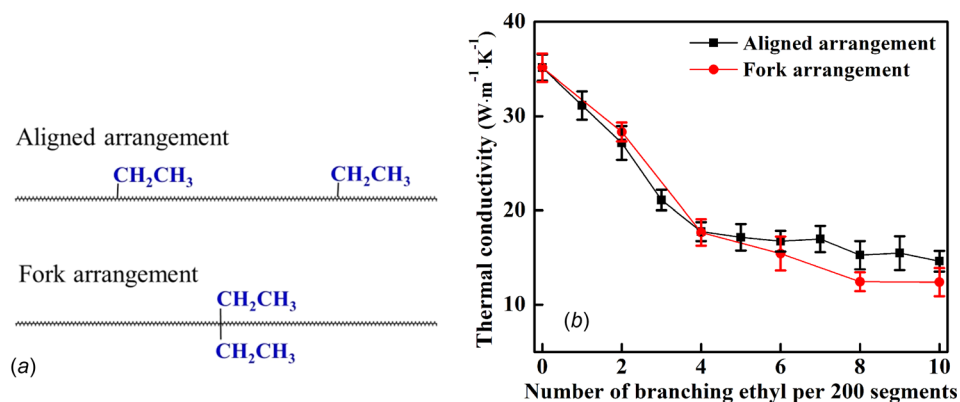 Aligned arrangement
CH₂CH₃ CH₂CH₃
Fork arrangement
CH₂CH₃
CH₂CH₃
(a)
Thermal conductivity (W·m⁻¹·K⁻¹)
40
30
20
10
Aligned arrangement
Fork arrangement
(b)
0 2 4 6 8 10
Number of branching ethyl per 200 segments